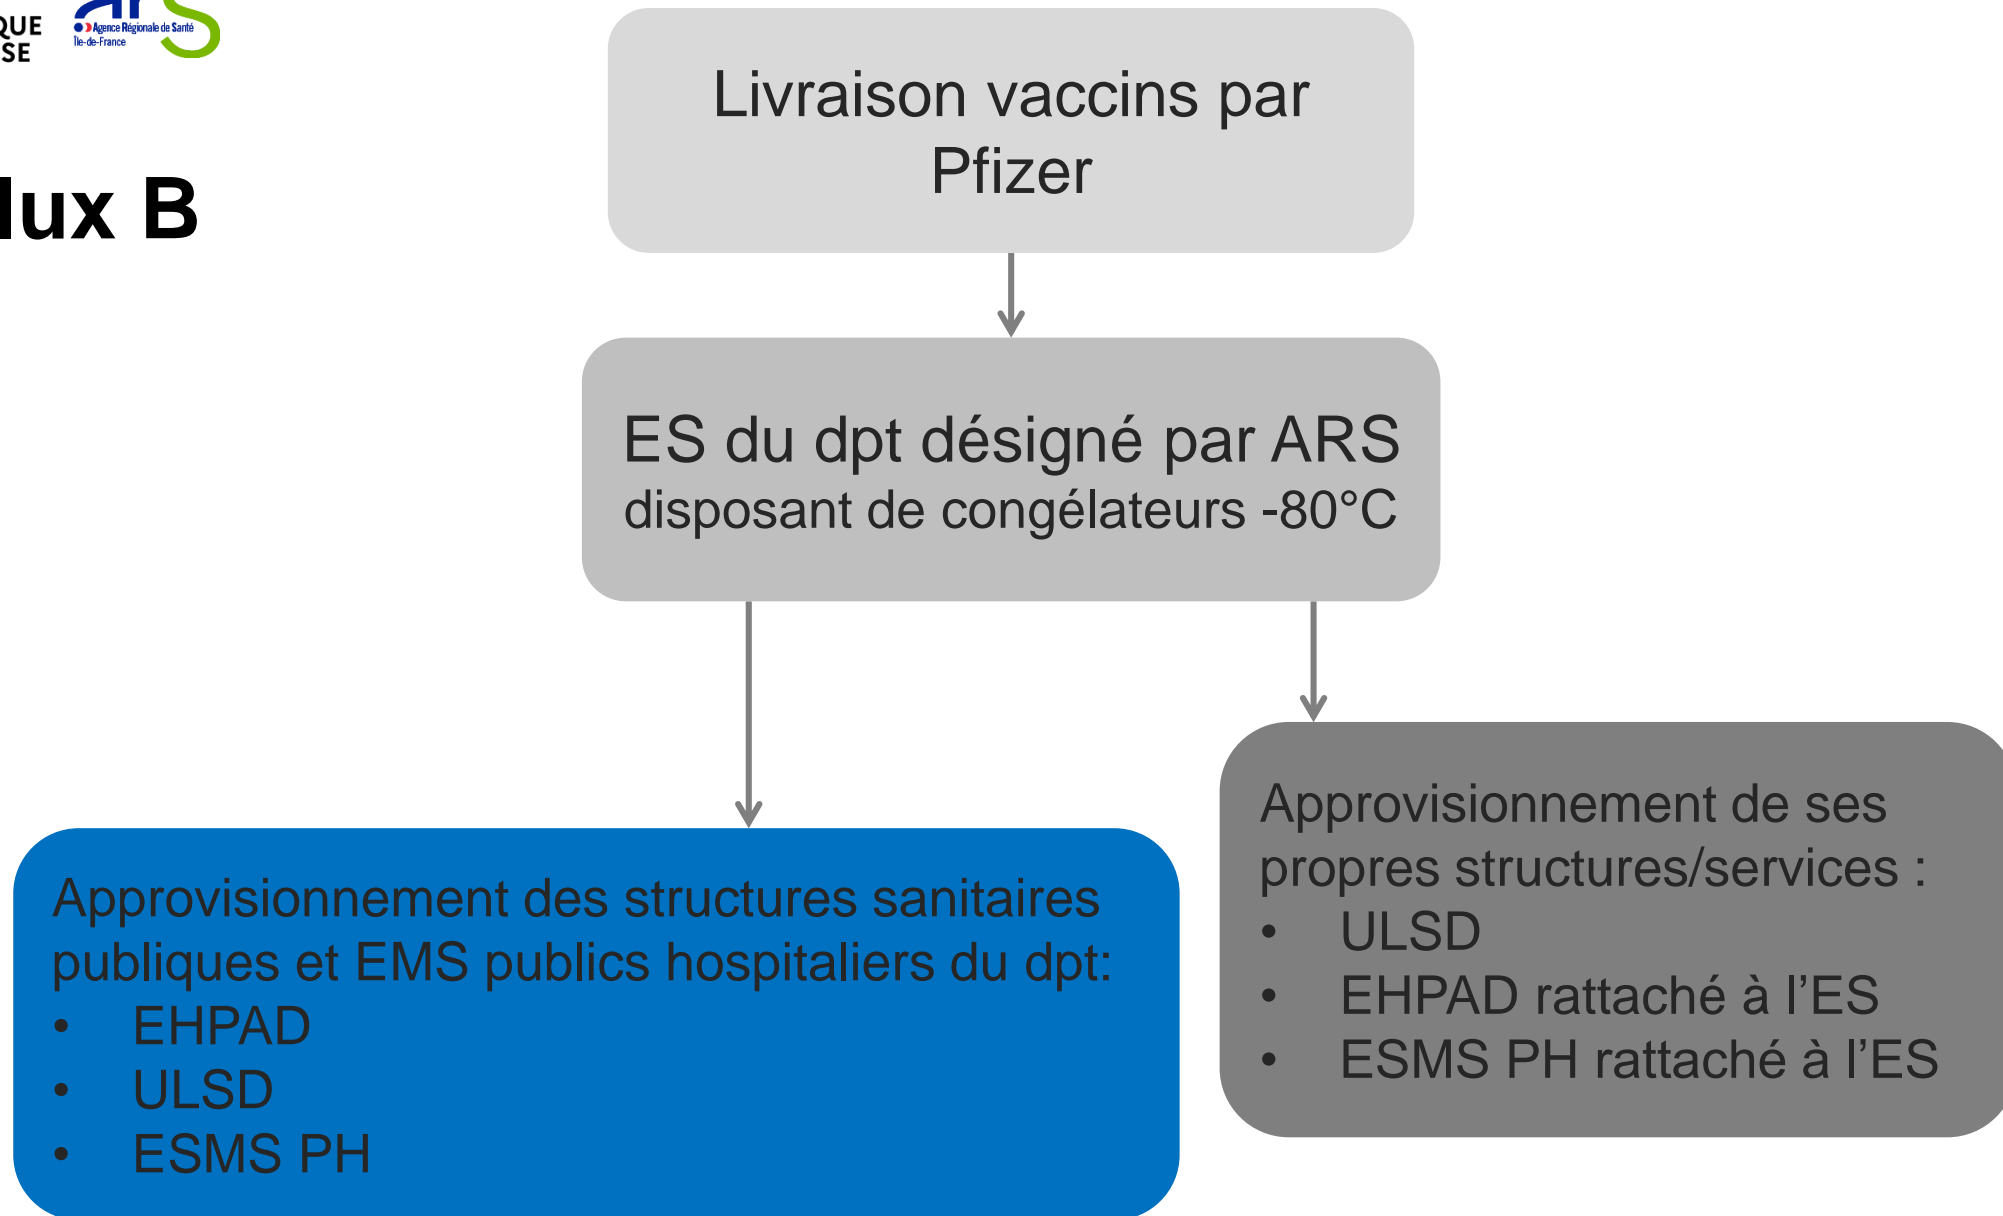 QUE
SE
ars
Agence Régionale de Santé
Île-de-France
lux B
Livraison vaccins par
Pfizer
ES du dpt désigné par ARS
disposant de congélateurs -80°C
Approvisionnement des structures sanitaires
publiques et EMS publics hospitaliers du dpt:
• EHPAD
• ULSD
• ESMS PH
Approvisionnement de ses
propres structures/services :
• ULSD
• EHPAD rattaché à l’ES
• ESMS PH rattaché à l’ES